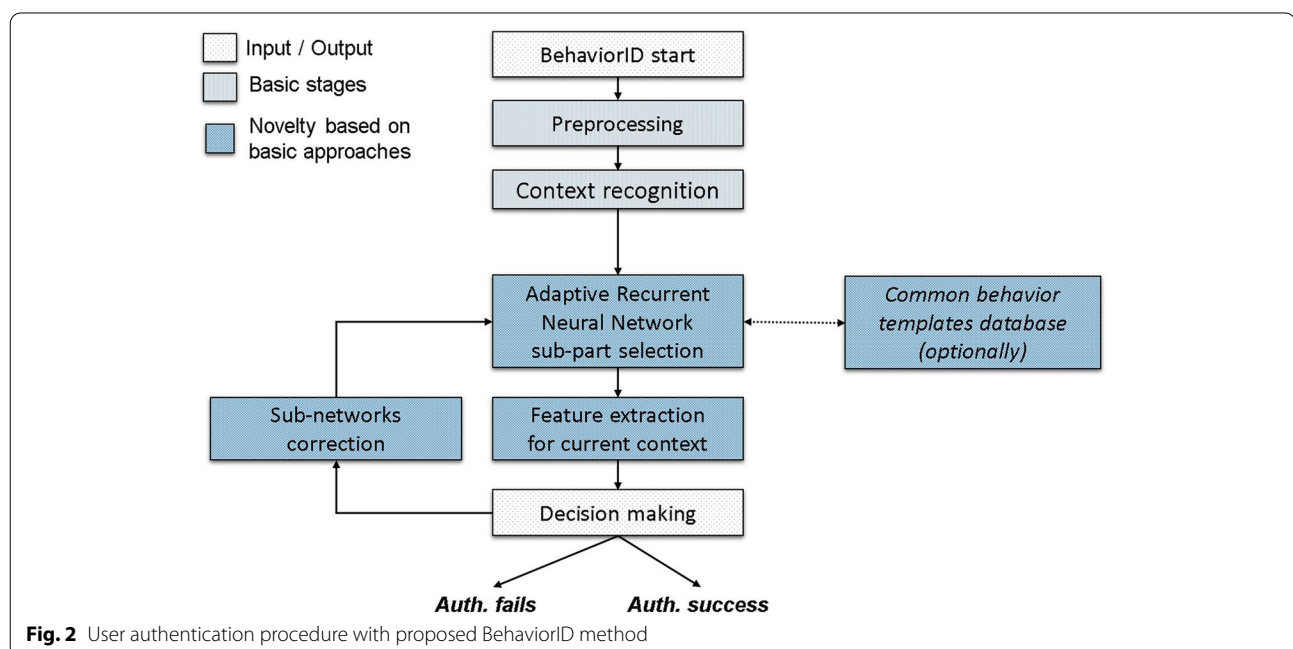 Input / Output
Basic stages
Novelty based on
basic approaches
BehaviorID start
Preprocessing
Context recognition
Adaptive Recurrent
Neural Network
sub-part selection
Common behavior
templates database
(optionally)
Sub-networks
correction
Feature extraction
for current context
Decision making
Auth. fails
Auth. success
Fig. 2 User authentication procedure with proposed BehaviorID method